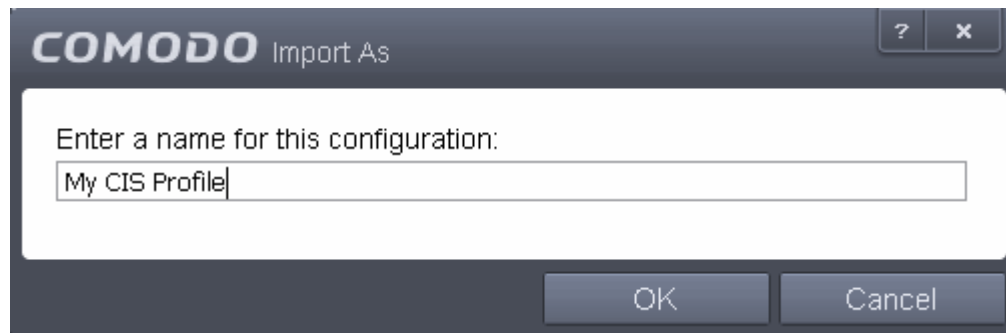 COMODO Import As
? x
Enter a name for this configuration:
My CIS Profile
OK Cancel